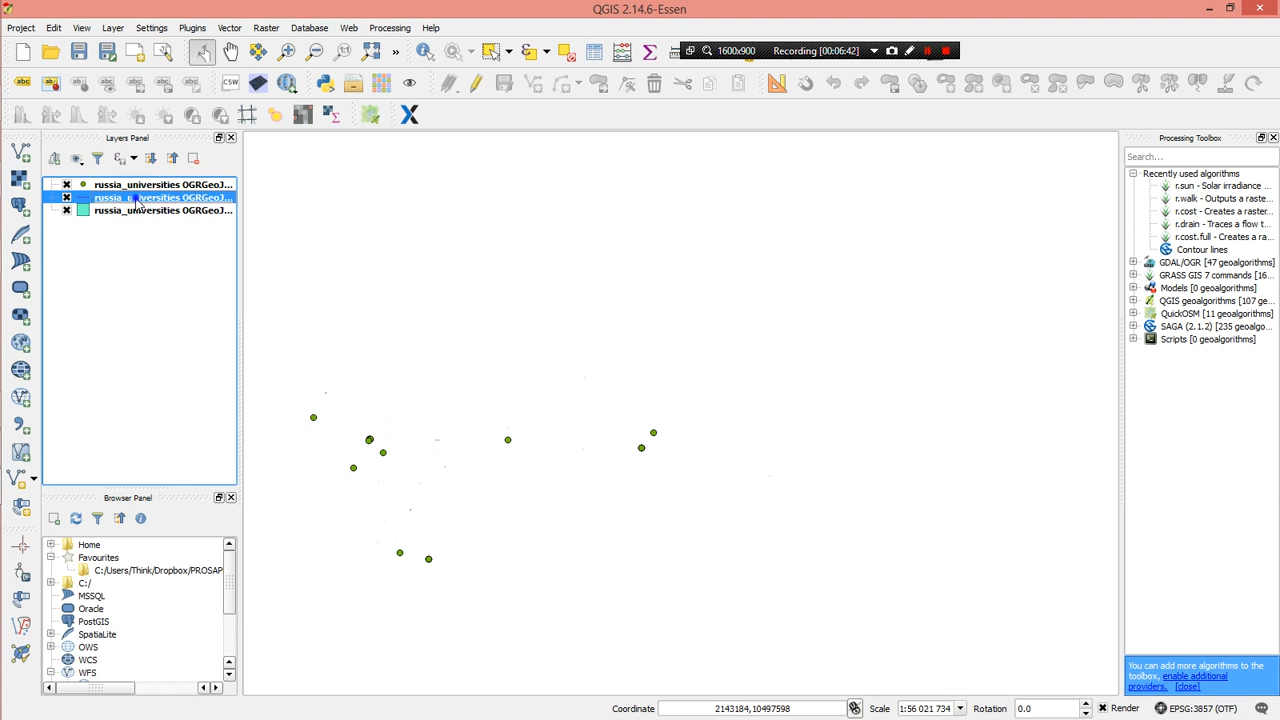 QGIS 2.14.6-Essen
Project Edit View Layer Settings Plugins Vector Raster Database Web Processing Help
1600x900 Recording [00:06:42]
abc CSW
Layers Panel
russia_universities OGRGeoJ...
russia_universities OGRGeoJ...
russia_universities OGRGeoJ...
Browser Panel
Home
Favourites
C:/Users/Think/Dropbox/PROSAP
C:/
MSSQL
Oracle
PostGIS
SpatiaLite
OWS
WCS
WFS
Processing Toolbox
Search...
Recently used algorithms
r.sun - Solar irradiance ...
r.walk - Outputs a raste...
r.cost - Creates a raster...
r.drain - Traces a flow t...
r.cost.full - Creates a ra...
Contour lines
GDAL/OGR [47 geoalgorithms]
GRASS GIS 7 commands [16...
Models [0 geoalgorithms]
QGIS geoalgorithms [107 ge...
QuickOSM [11 geoalgorithms]
SAGA (2.1.2) [235 geoalgo...
Scripts [0 geoalgorithms]
You can add more algorithms to the
toolbox, enable additional
providers. [close]
Coordinate 2143184,10497598 Scale 1:56 021 734 Rotation 0.0 Render EPSG:3857 (OTF)